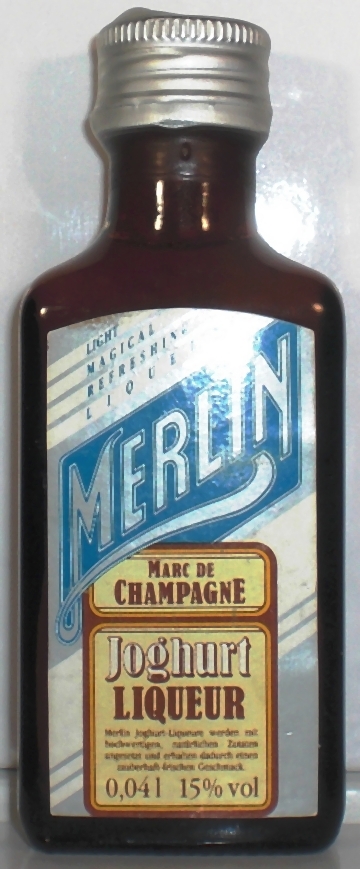 LIGHT
MAGICAL
REFRESHING
LIQUE
MERLIN
MARC DE
CHAMPAGNE
Joghurt
LIQUEUR
Merlin Joghurt-Liqueure werden mit
hochwertigen, natürlichen Zutaten
angesetzt und erhalten dadurch einen
zauberhaft-frischen Geschmack.
0,04l 15% vol